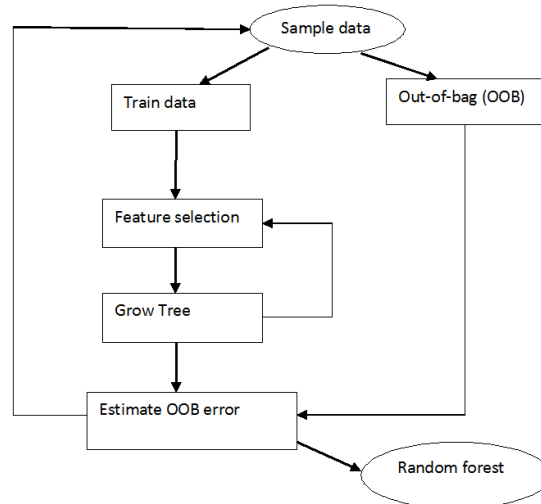 Sample data
Train data
Out-of-bag (OOB)
Feature selection
Grow Tree
Estimate OOB error
Random forest